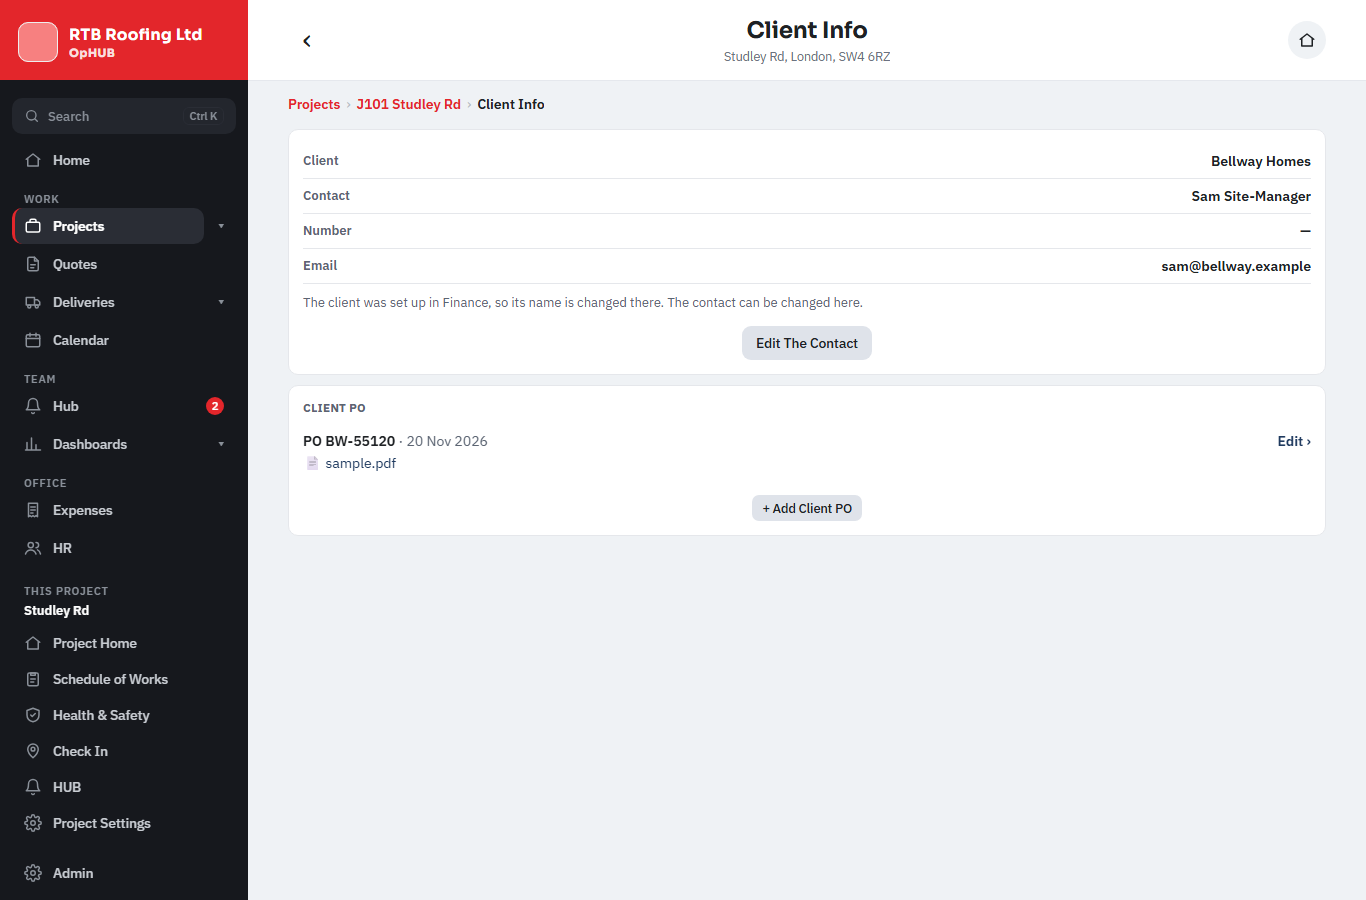 RTB Roofing Ltd
OpHUB
Search
Ctrl K
Home
WORK
Projects
Quotes
Deliveries
Calendar
TEAM
Hub
2
Dashboards
OFFICE
Expenses
HR
THIS PROJECT
Studley Rd
Project Home
Schedule of Works
Health & Safety
Check In
HUB
Project Settings
Admin
Client Info
Studley Rd, London, SW4 6RZ
Projects › J101 Studley Rd › Client Info
Client
Bellway Homes
Contact
Sam Site-Manager
Number
—
Email
sam@bellway.example
The client was set up in Finance, so its name is changed there. The contact can be changed here.
Edit The Contact
CLIENT PO
PO BW-55120 · 20 Nov 2026
Edit ›
sample.pdf
+ Add Client PO